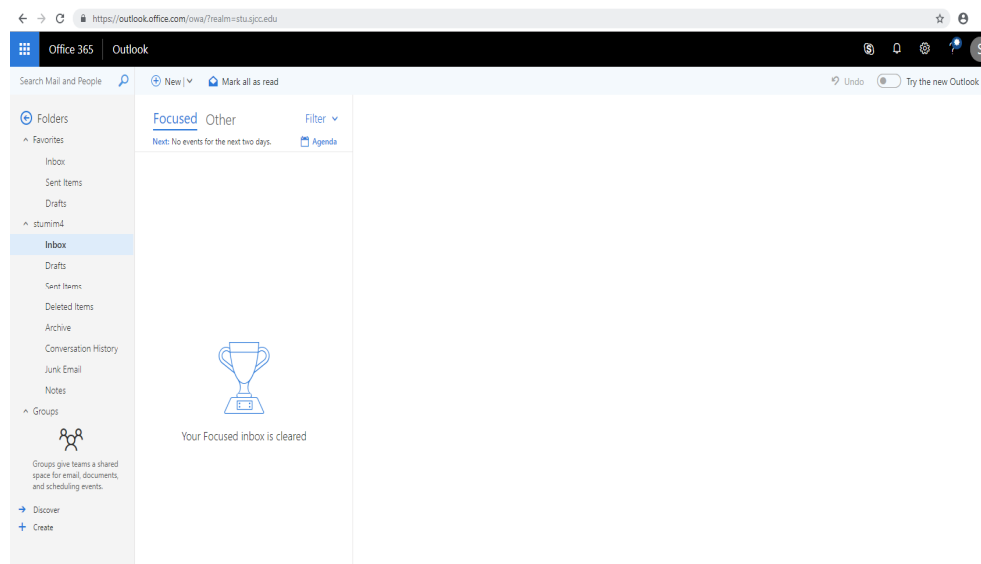 https://outlook.office.com/owa/?realm=stu.sjcc.edu
Office 365 Outlook
Search Mail and People
New
Mark all as read
Undo
Try the new Outlook
Folders
Favorites
Inbox
Sent Items
Drafts
stumim4
Inbox
Drafts
Sent Items
Deleted Items
Archive
Conversation History
Junk Email
Notes
Groups
Groups give teams a shared
space for email, documents,
and scheduling events.
Discover
Create
Focused Other Filter
Next: No events for the next two days. Agenda
Your Focused inbox is cleared